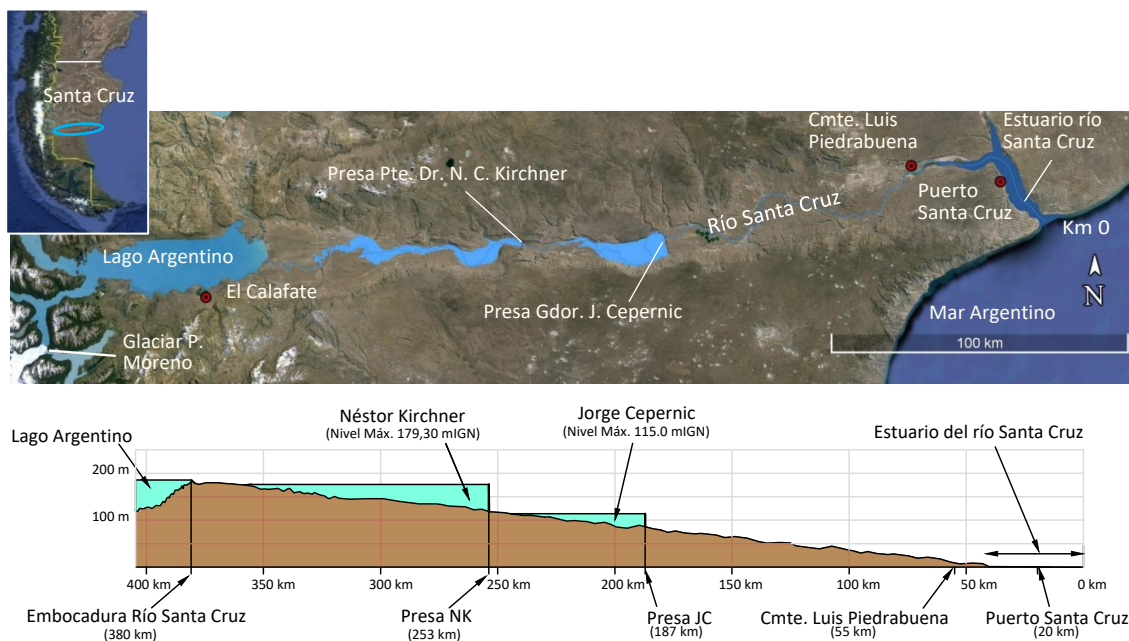 Santa Cruz
Cmte. Luis
Piedrabuena
Estuario río
Santa Cruz
Presa Pte. Dr. N. C. Kirchner
Río Santa Cruz
Puerto
Santa Cruz
Km 0
Lago Argentino
El Calafate
Presa Gdor. J. Cepernic
N
Mar Argentino
Glaciar P.
Moreno
100 km
Lago Argentino
Néstor Kirchner
(Nivel Máx. 179,30 mIGN)
Jorge Cepernic
(Nivel Máx. 115.0 mIGN)
Estuario del río Santa Cruz
200 m
100 m
400 km
350 km
300 km
250 km
200 km
150 km
100 km
50 km
0 km
Embocadura Río Santa Cruz
(380 km)
Presa NK
(253 km)
Presa JC
(187 km)
Cmte. Luis Piedrabuena
(55 km)
Puerto Santa Cruz
(20 km)